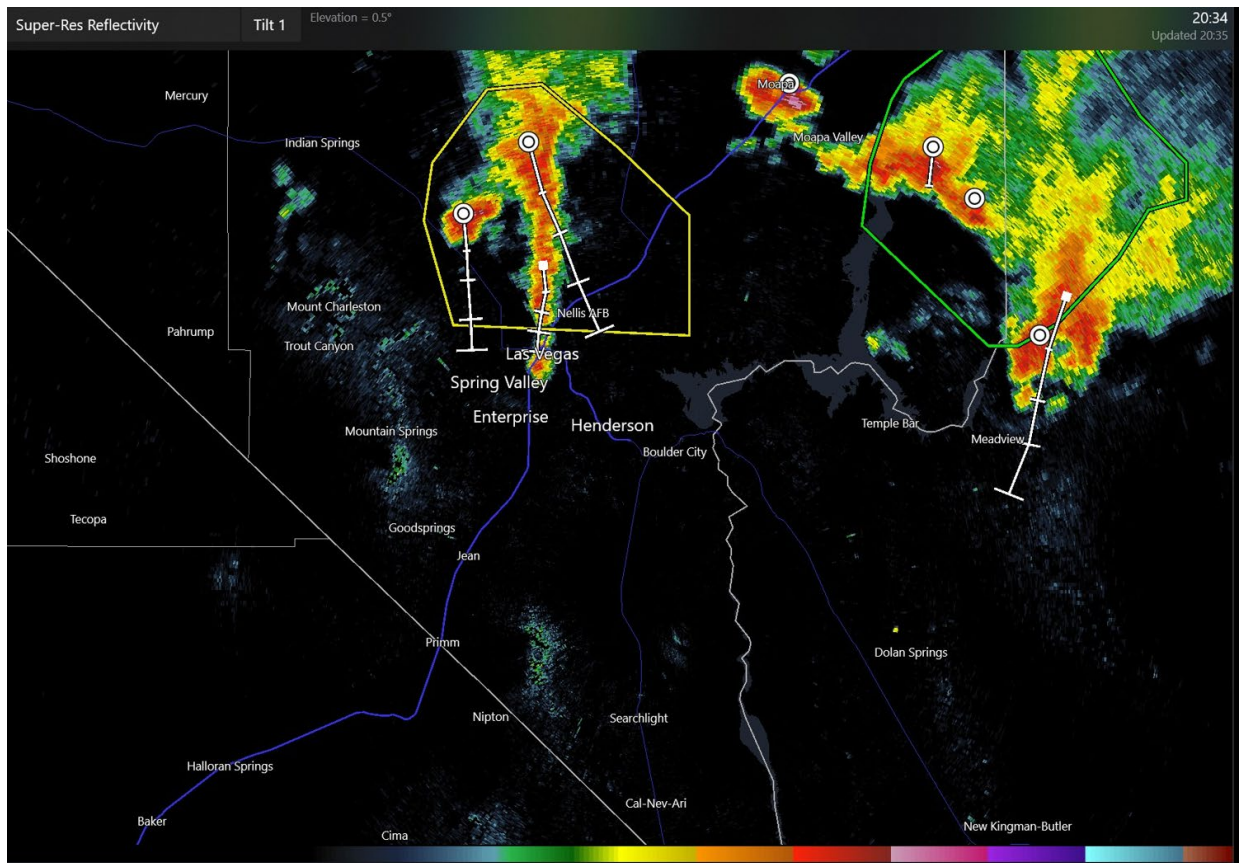 Super-Res Reflectivity
Tilt 1
Elevation = 0.5°
20:34
Updated 20:35
Mercury
Moapa
Moapa Valley
Indian Springs
Mount Charleston
Nellis AFB
Pahrump
Trout Canyon
Las Vegas
Spring Valley
Enterprise
Henderson
Temple Bar
Mountain Springs
Meadview
Shoshone
Boulder City
Tecopa
Goodsprings
Jean
Primm
Dolan Springs
Nipton
Searchlight
Halloran Springs
Cal-Nev-Ari
Baker
New Kingman-Butler
Cima